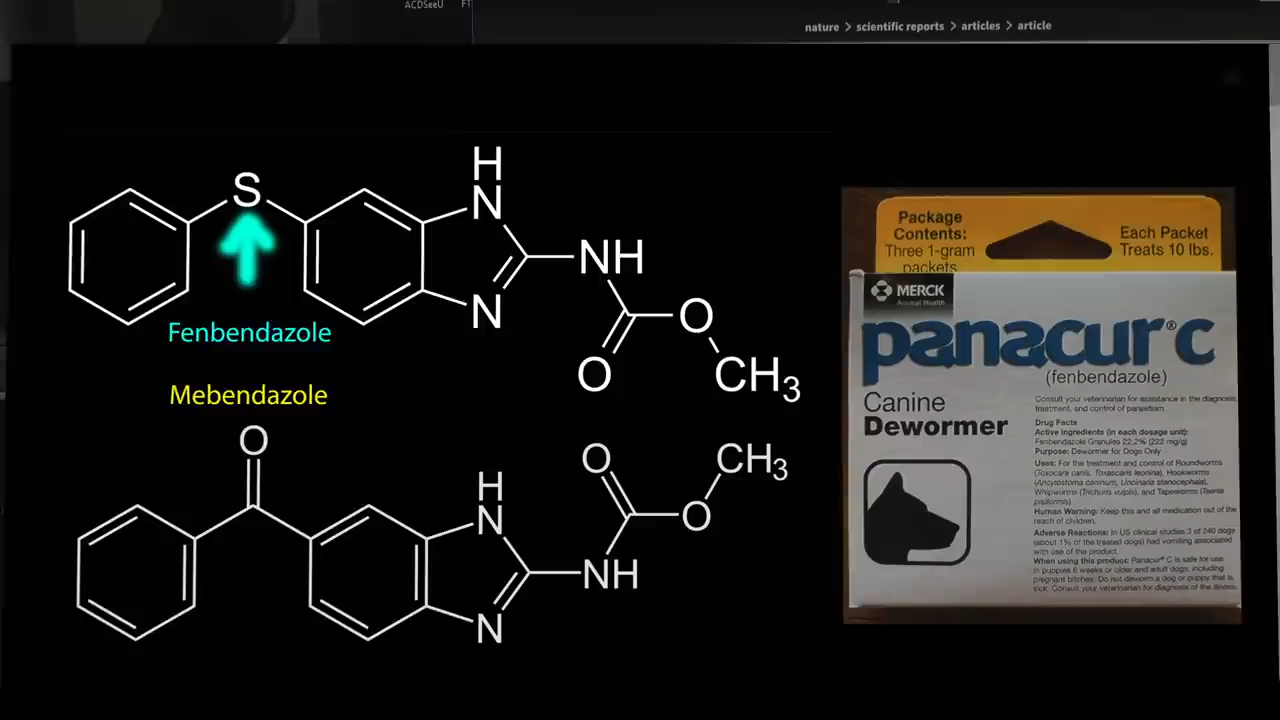 ACDSeeU FT
nature > scientific reports > articles > article
H
S
N
NH
Fenbendazole
N
O
O
CH3
Mebendazole
O
O
CH3
H
N
O
NH
N
Package
Contents:
Three 1-gram
packets
Each Packet
Treats 10 lbs.
MERCK
Animal Health
panacur® c
(fenbendazole)
Canine
Dewormer
Consult your veterinarian for assistance in the diagnosis,
treatment, and control of parasitism.
Drug Facts
Active Ingredients (in each dosage unit):
Fenbendazole Granules 22.2% (222 mg/g)
Purpose: Dewormer for Dogs Only
Uses: For the treatment and control of Roundworms
(Toxocara canis, Toxascaris leonina), Hookworms
(Ancylostoma caninum, Uncinaria stenocephala),
Whipworms (Trichuris vulpis), and Tapeworms (Taenia
pisiformis)
Human Warning: Keep this and all medication out of the
reach of children.
Adverse Reactions: In US clinical studies 3 of 240 dogs
(about 1% of the treated dogs) had vomiting associated
with use of the product.
When using this product: Panacur® C is safe for use
in puppies 6 weeks or older and adult dogs, including
pregnant bitches. Do not deworm a dog or puppy that is
sick. Consult your veterinarian for diagnosis of the illness.